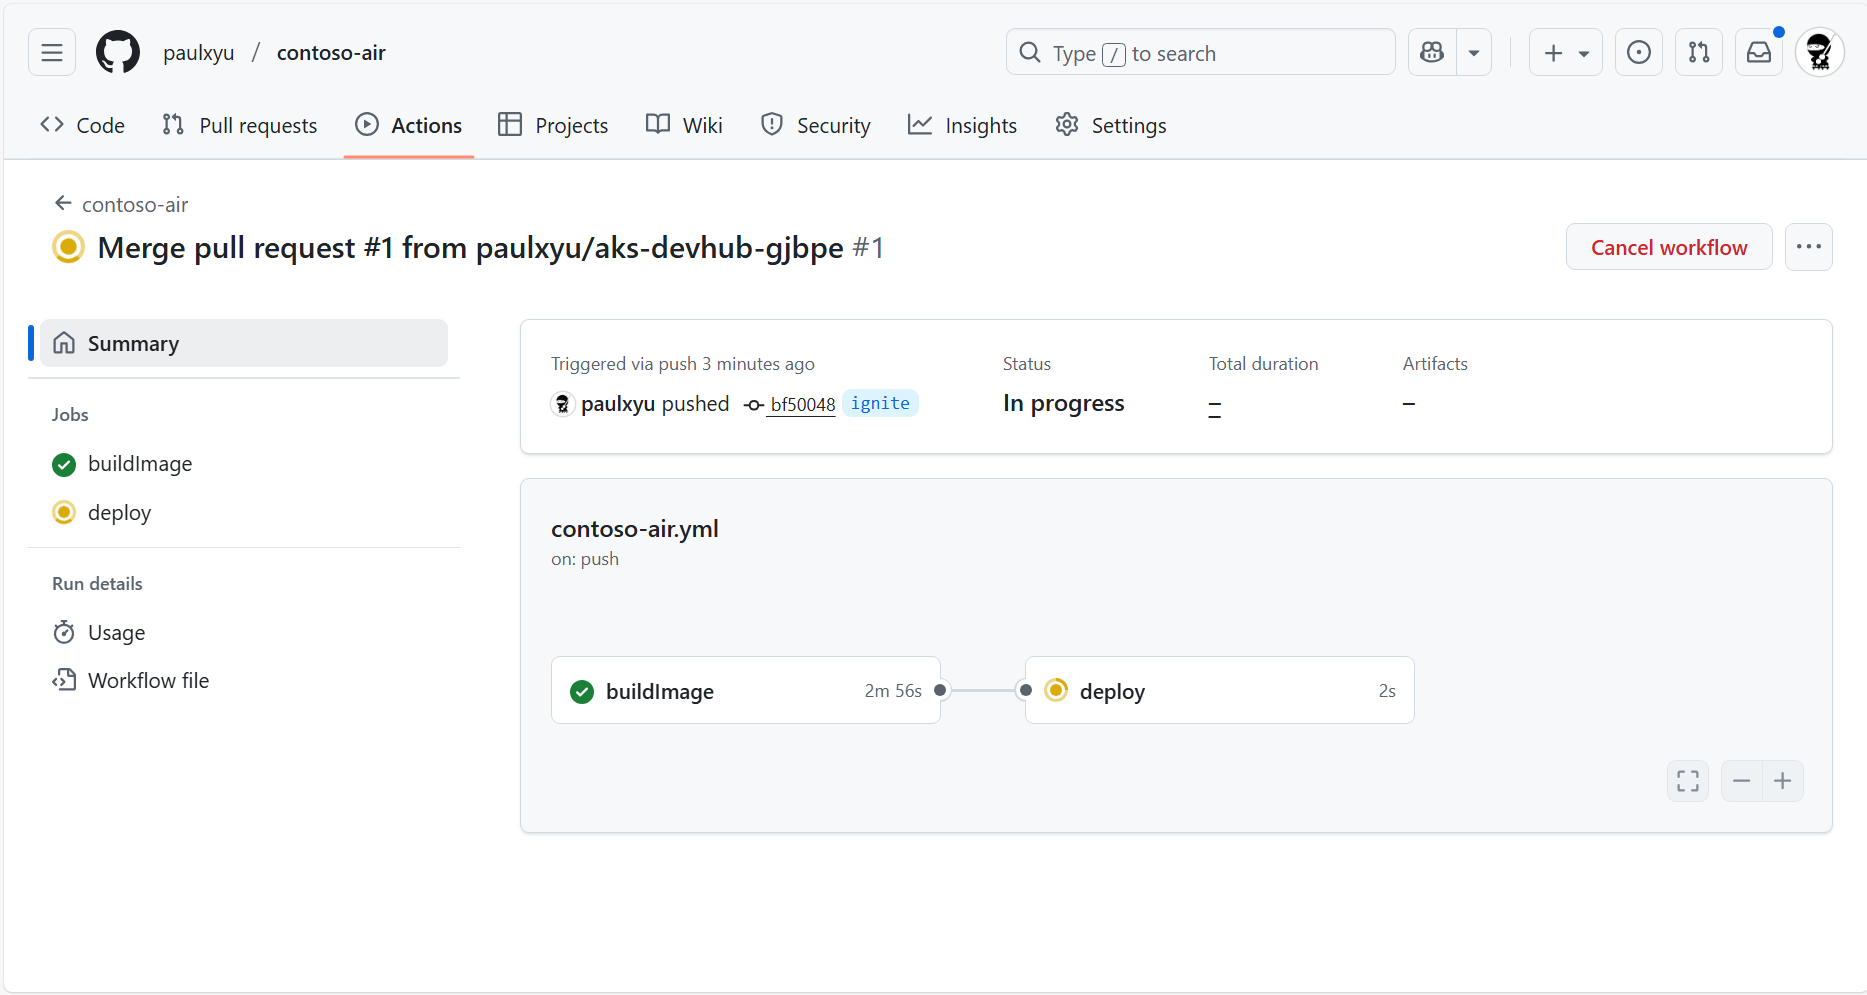 paulxyu / contoso-air
Type / to search
Code Pull requests Actions Projects Wiki Security Insights Settings
contoso-air
Merge pull request #1 from paulxyu/aks-devhub-gjbpe #1
Cancel workflow
Summary
Jobs
buildImage
deploy
Run details
Usage
Workflow file
Triggered via push 3 minutes ago
paulxyu pushed bf50048 ignite
Status
In progress
Total duration
–
Artifacts
–
contoso-air.yml
on: push
buildImage 2m 56s
deploy 2s